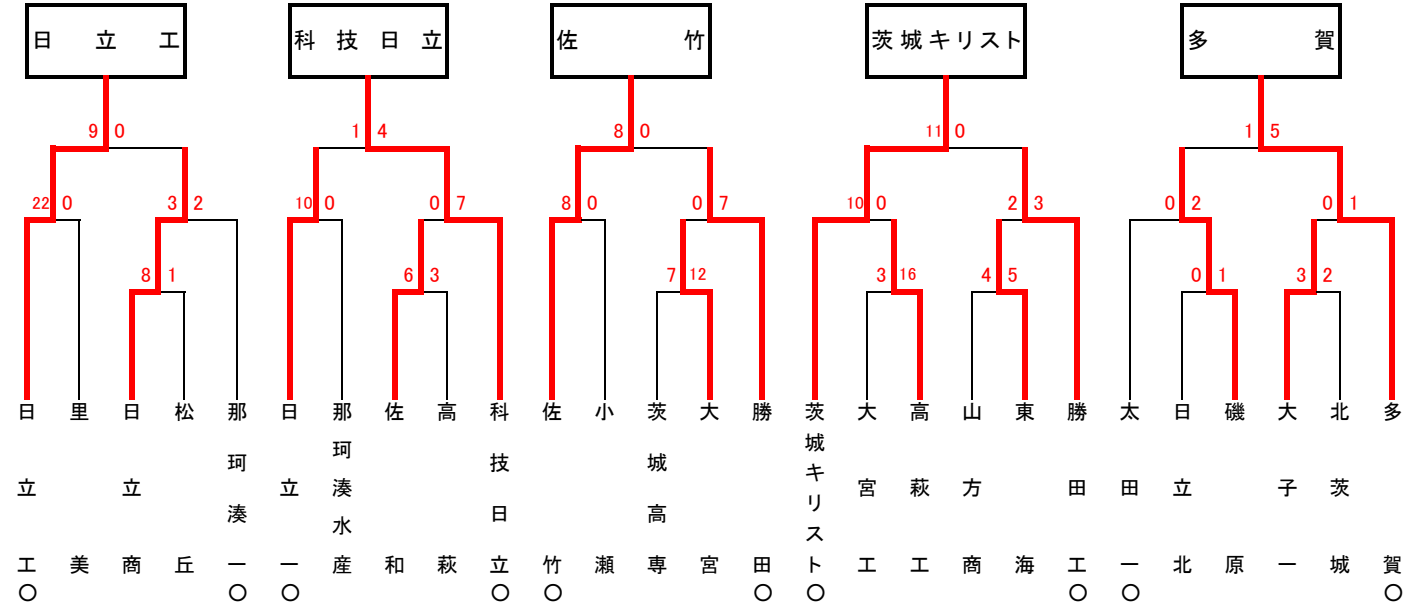 日立工 科技日立 佐竹 茨城キリスト 多賀
9 0 1 4 8 0 11 0 1 5
22 0 3 2 10 0 0 7 8 0 0 7 10 0 2 3 0 2 0 1
8 1 6 3 7 12 3 16 4 5 0 1 3 2
日立工○
里美
日立商
松丘
那珂湊一○
日立一○
那珂湊水産
佐和
高萩
科技日立○
佐竹○
小瀬
茨城高専
大宮
勝田○
茨城キリスト○
大宮工
高萩工
山方商
東海
勝田工○
太田一○
日立北
磯原
大子一
北茨城
多賀○